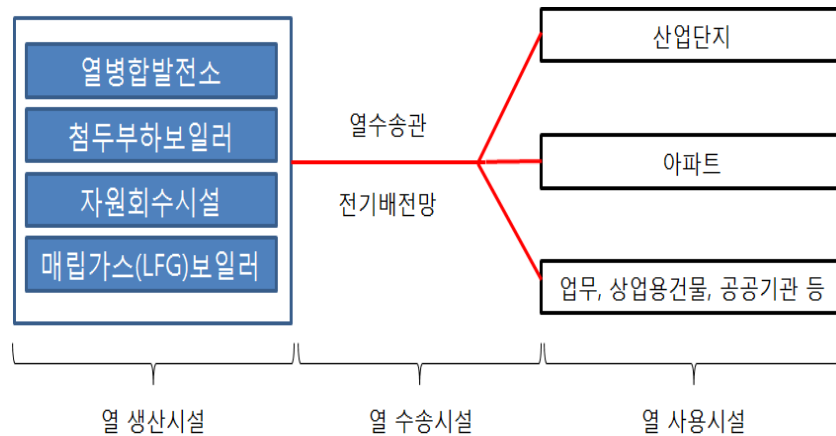 열병합발전소
첨두부하보일러
자원회수시설
매립가스(LFG)보일러
열수송관
전기배전망
산업단지
아파트
업무, 상업용건물, 공공기관 등
열 생산시설
열 수송시설
열 사용시설